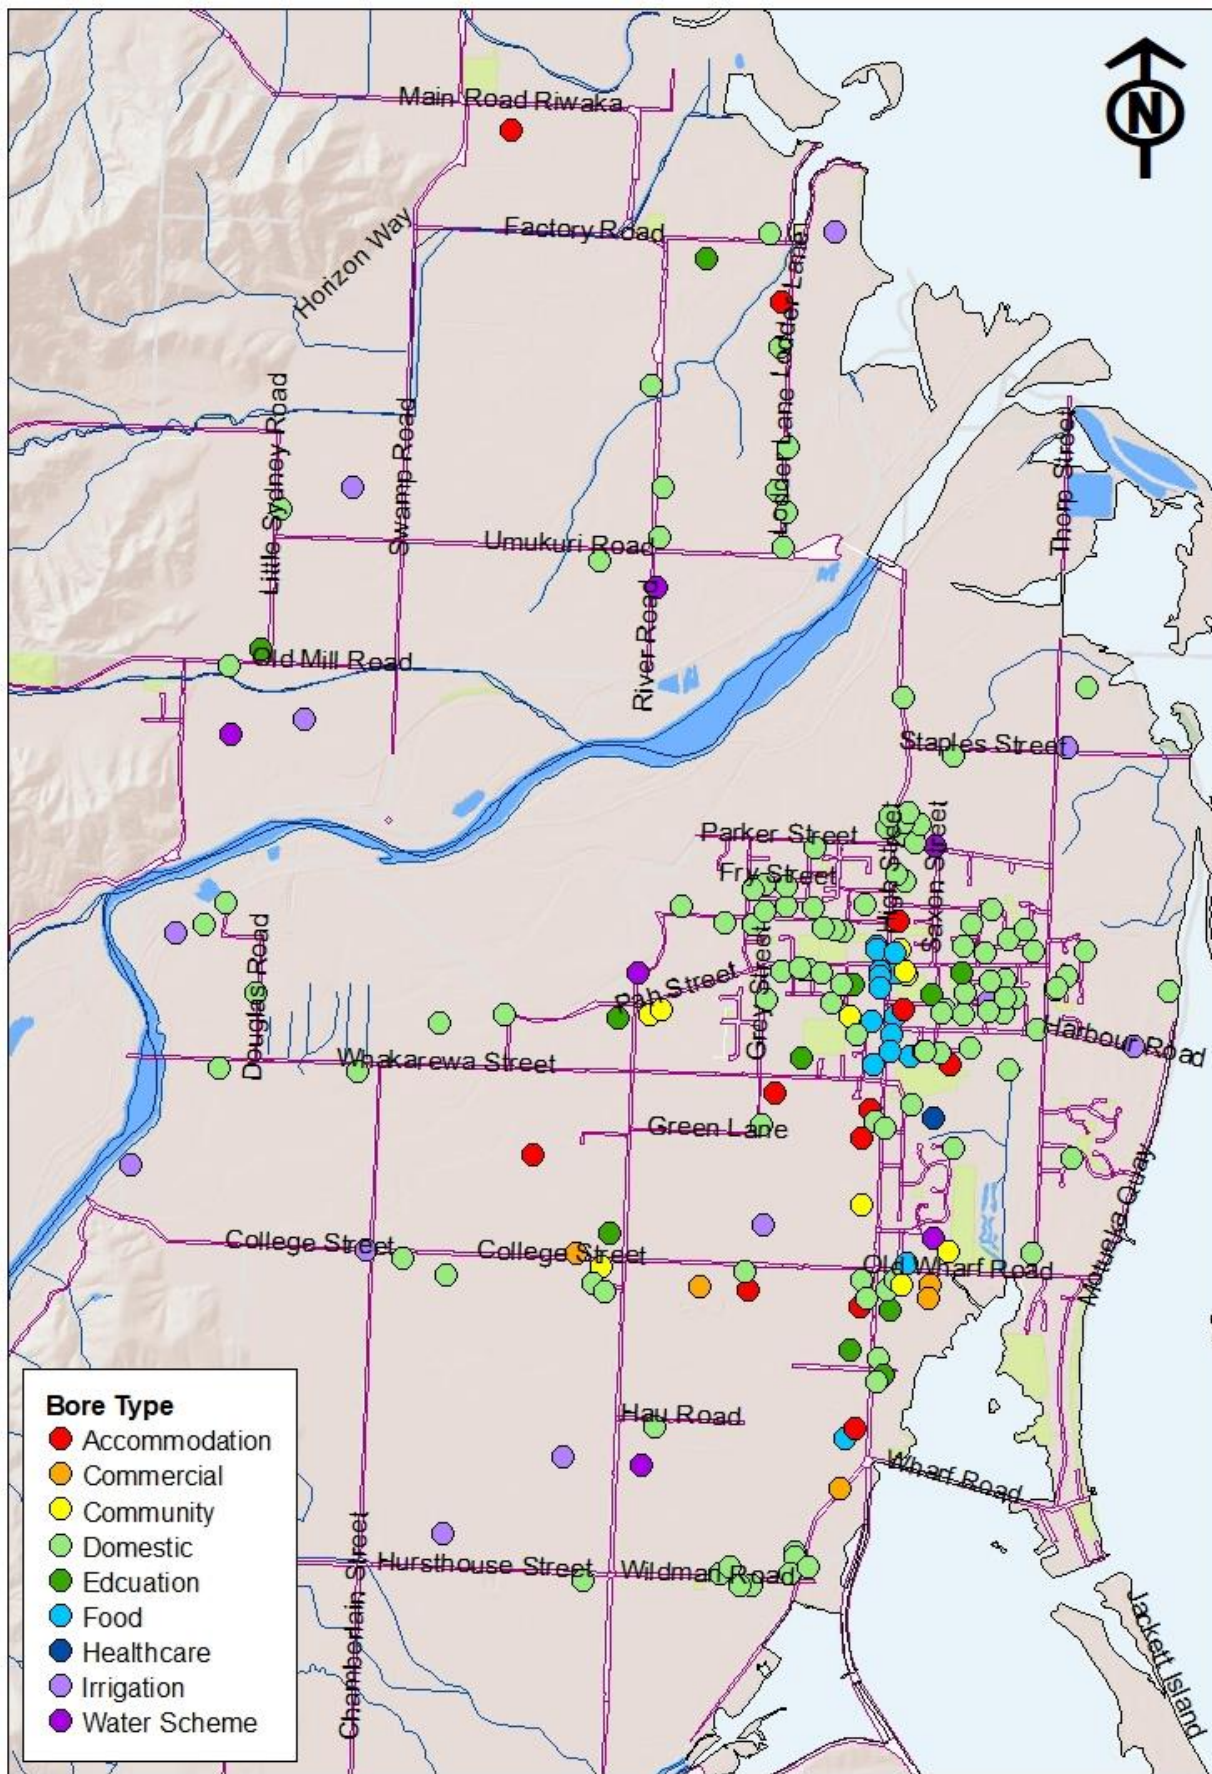 N
Main Road Riwaka
Horizon Way
Factory Road
Lodder Lane
Lodder Lane
Little Sydney Road
Swamp Road
Thorp Street
Umukuri Road
River Road
Old Mill Road
Staples Street
Parker Street
High Street
Saxon Street
Fry Street
Douglas Road
Grey Street
Pah Street
Harbour Road
Whakarewa Street
Green Lane
Motueka Quay
College Street
College Street
Old Wharf Road
Hau Road
Wharf Road
Chamberlain Street
Hursthouse Street
Wildman Road
Jackett Island
Bore Type
Accommodation
Commercial
Community
Domestic
Edcuation
Food
Healthcare
Irrigation
Water Scheme